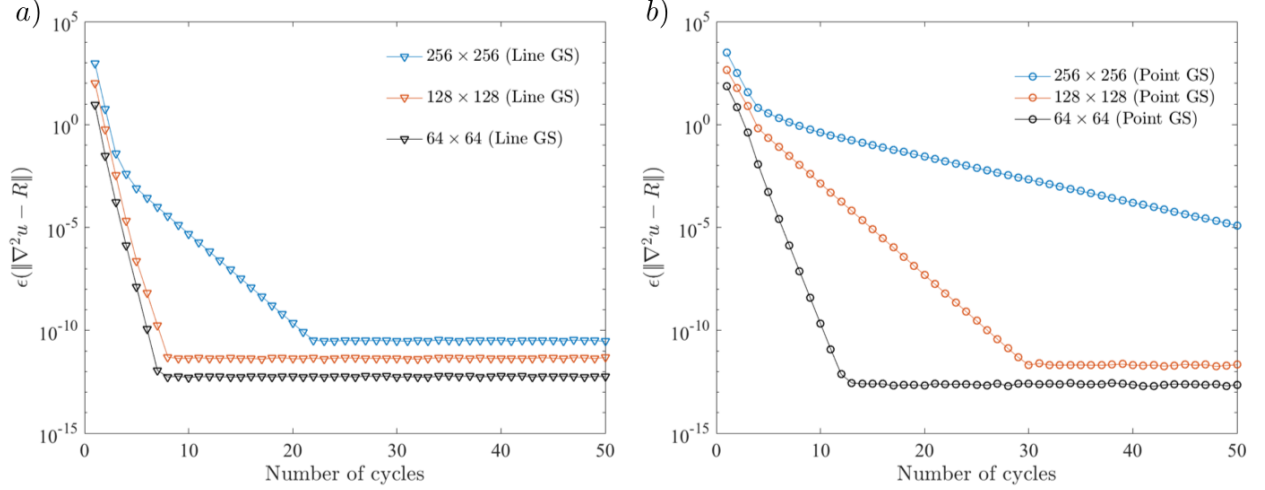 a)
10^5
10^0
10^-5
10^-10
10^-15
ϵ(‖∇²u − R‖)
256 × 256 (Line GS)
128 × 128 (Line GS)
64 × 64 (Line GS)
0 10 20 30 40 50
Number of cycles
b)
10^5
10^0
10^-5
10^-10
10^-15
ϵ(‖∇²u − R‖)
256 × 256 (Point GS)
128 × 128 (Point GS)
64 × 64 (Point GS)
0 10 20 30 40 50
Number of cycles